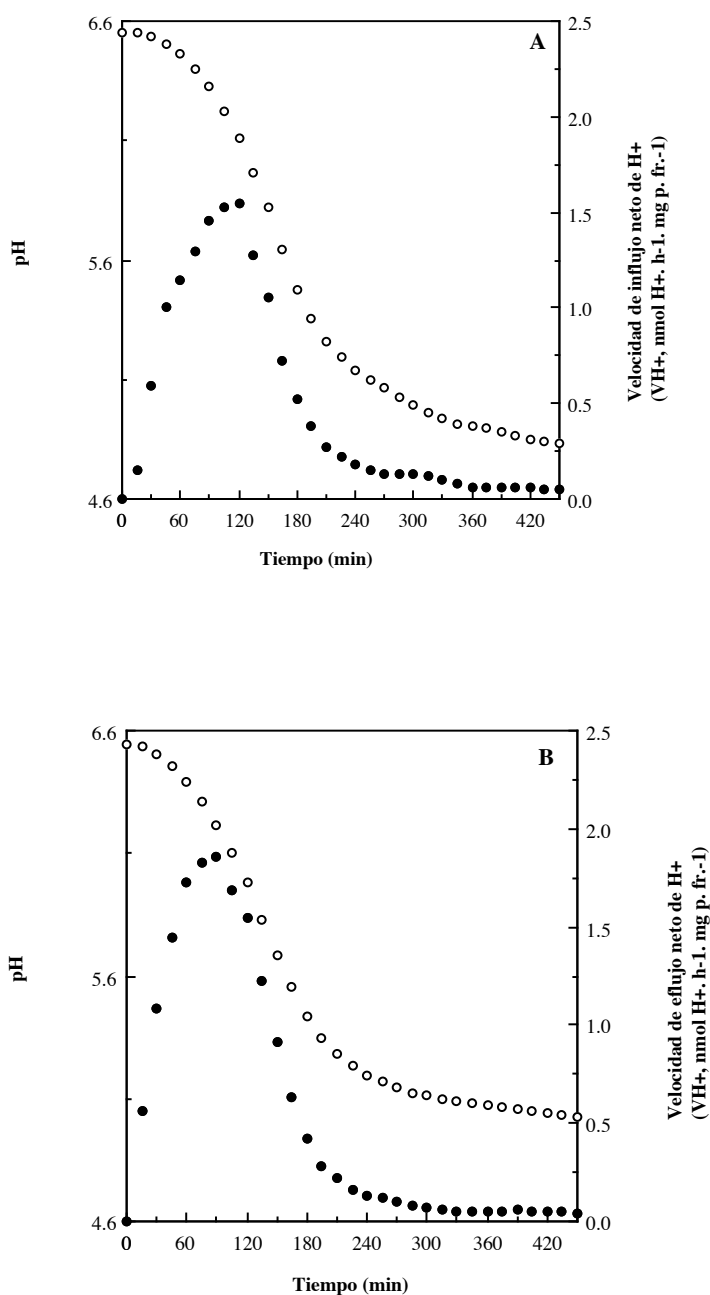 6.6
2.5
A
2.0
pH
5.6
1.5
1.0
0.5
4.6
0.0
0 60 120 180 240 300 360 420
Tiempo (min)
Velocidad de influjo neto de H+
(VH+, nmol H+. h-1. mg p. fr.-1)
6.6
2.5
B
2.0
pH
5.6
1.5
1.0
0.5
4.6
0.0
0 60 120 180 240 300 360 420
Tiempo (min)
Velocidad de eflujo neto de H+
(VH+, nmol H+. h-1. mg p. fr.-1)